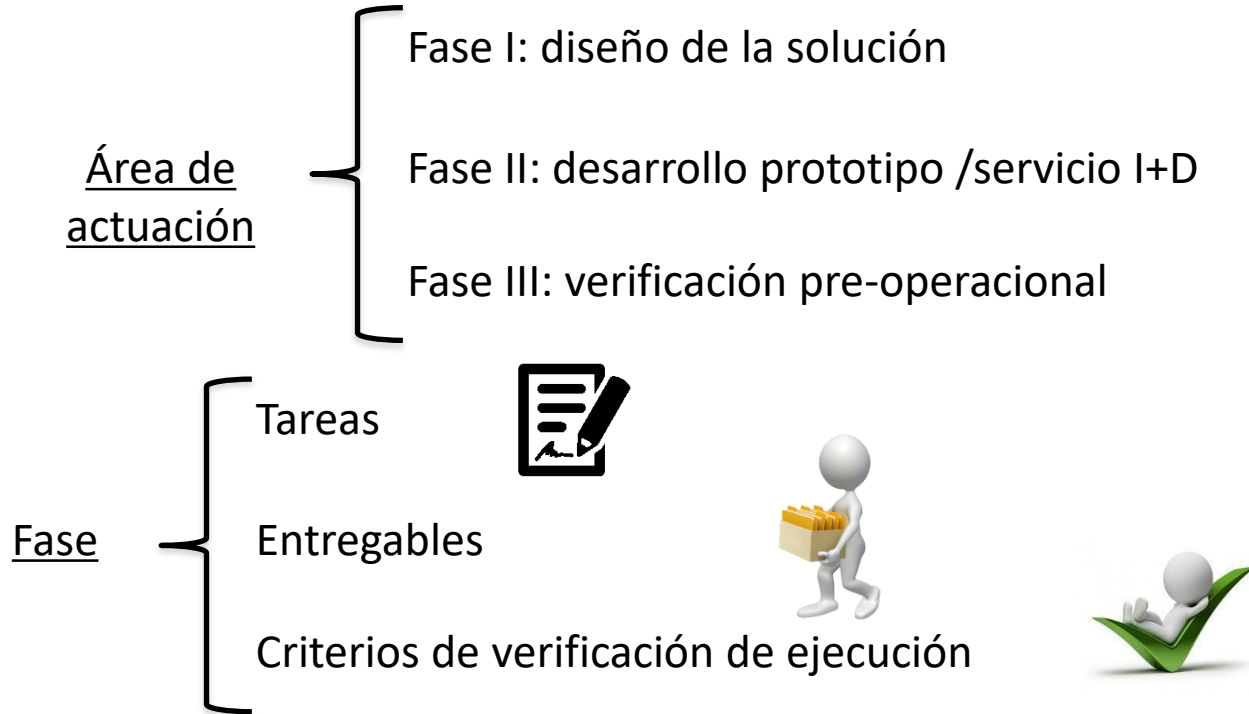 Fase I: diseño de la solución
Área de
actuación
Fase II: desarrollo prototipo /servicio I+D
Fase III: verificación pre-operacional
Tareas
Fase
Entregables
Criterios de verificación de ejecución